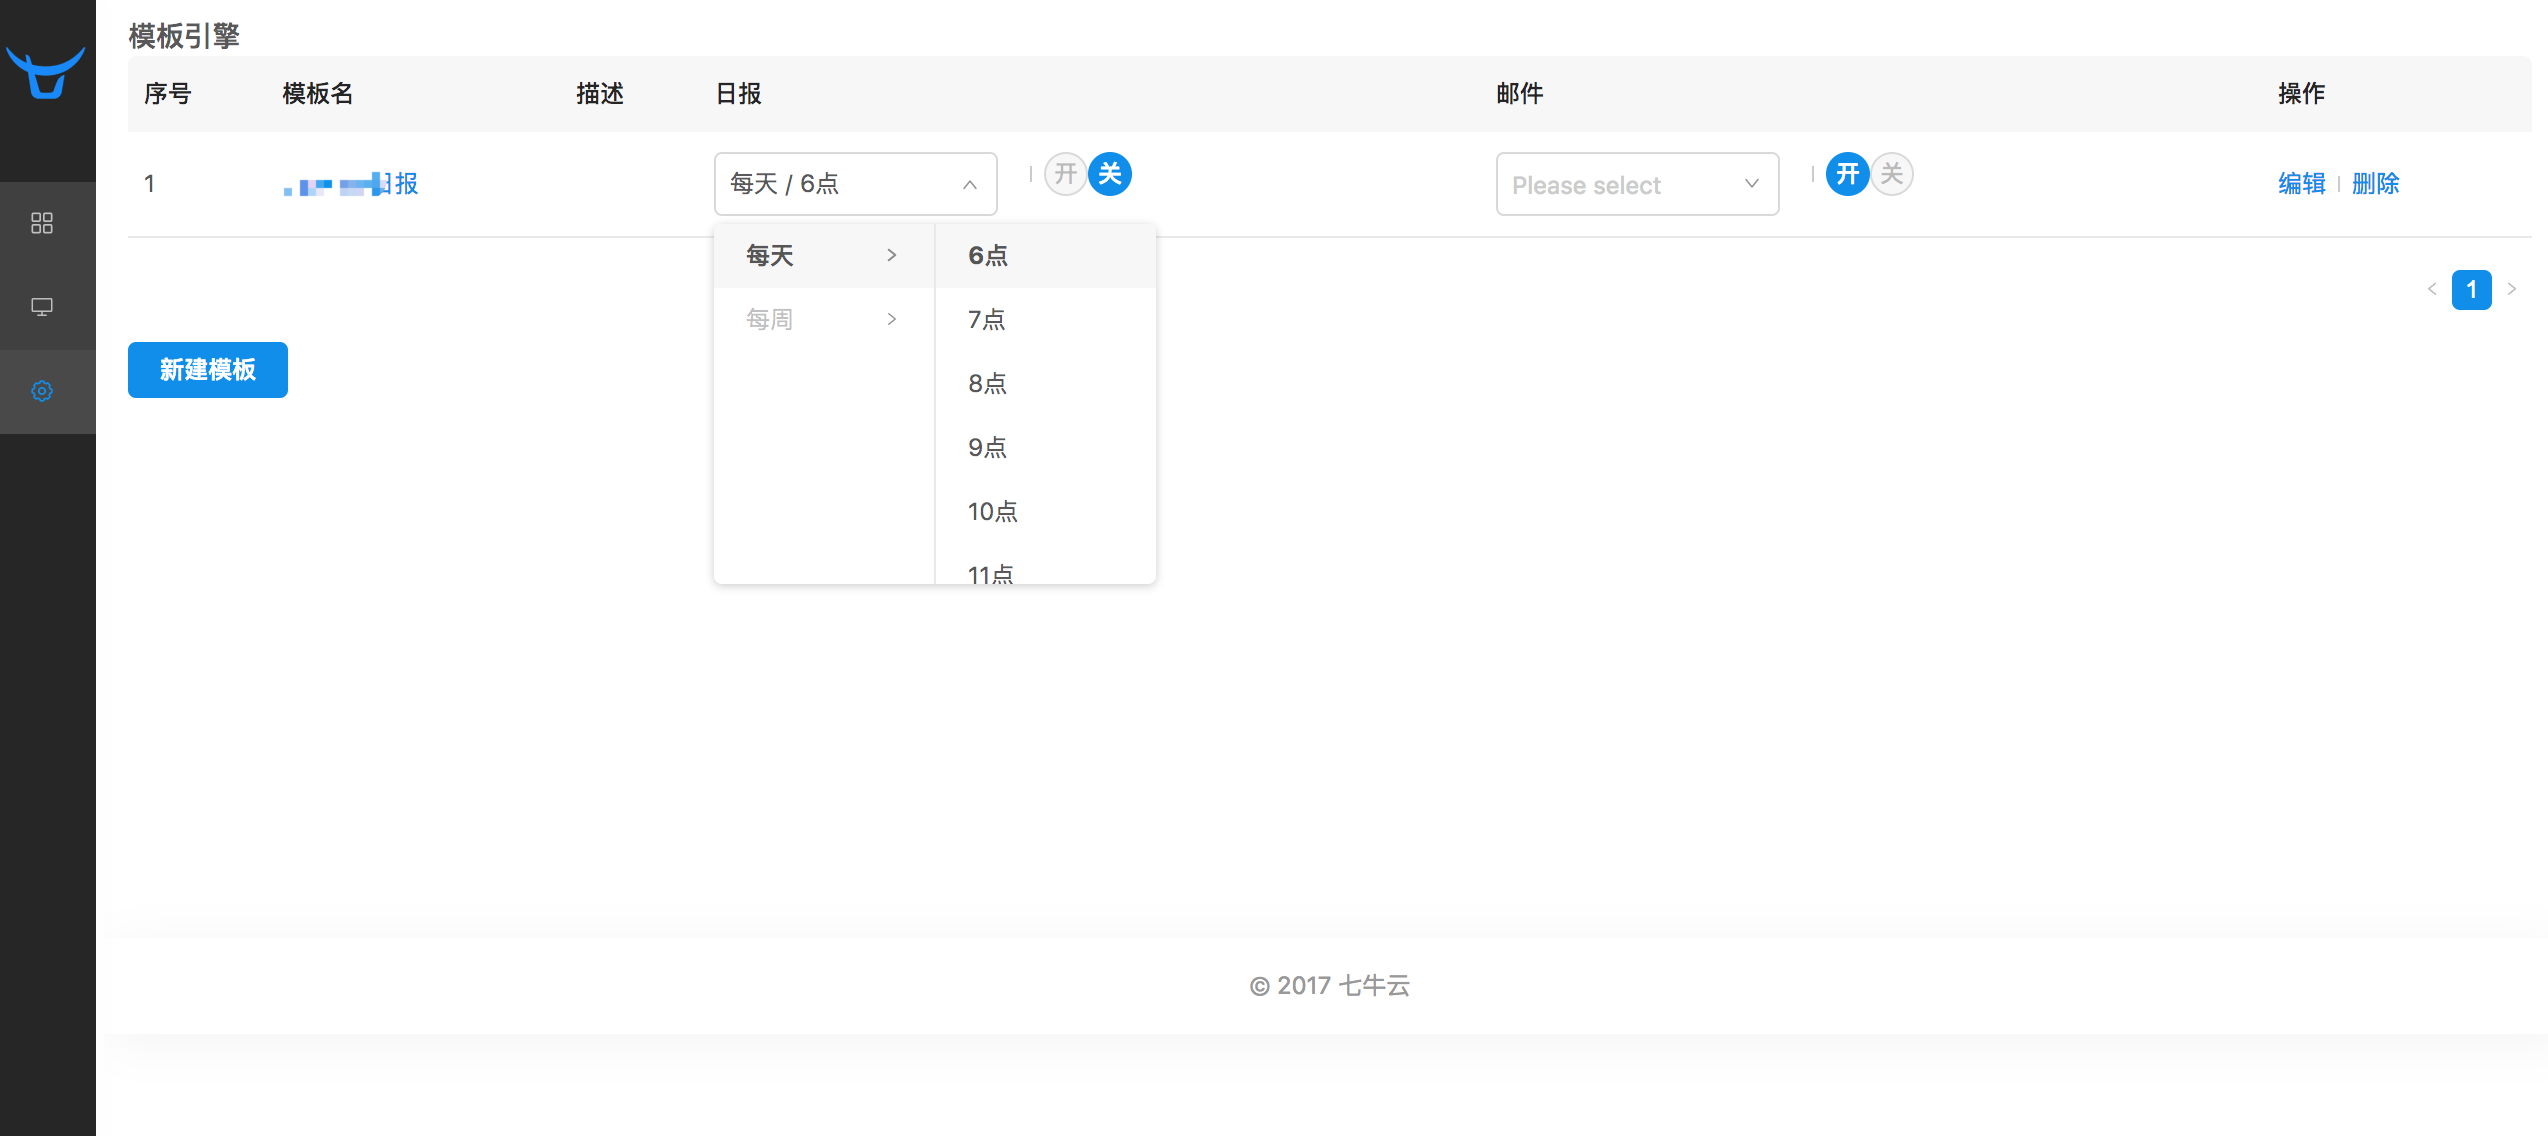 模板引擎
序号 模板名 描述 日报 邮件 操作
1 日报 每天 / 6点 开 关 Please select 开 关 编辑 删除
每天 6点
每周 7点
8点
9点
10点
11点
1
新建模板
© 2017 七牛云